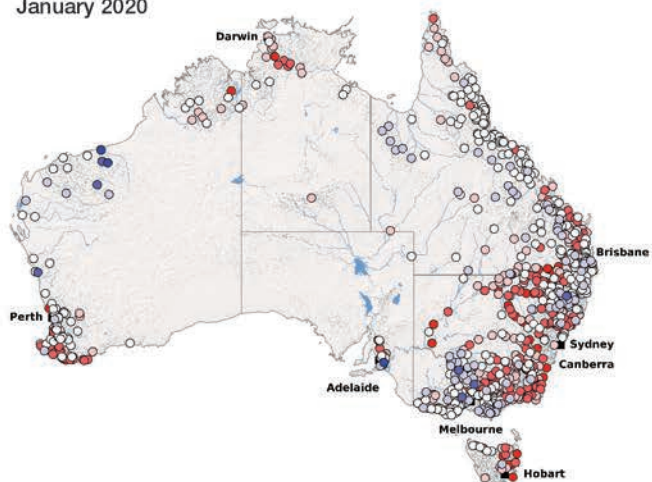 January 2020
Darwin
Brisbane
Perth
Sydney
Canberra
Adelaide
Melbourne
Hobart